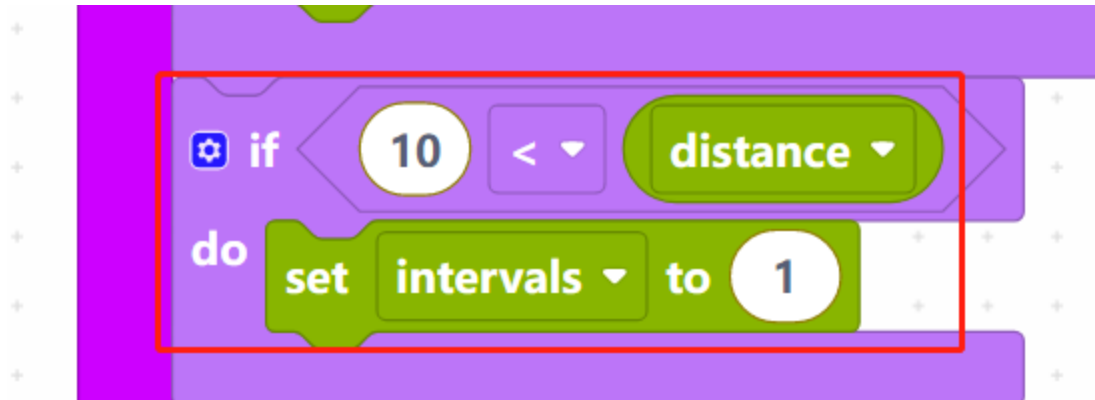 if 10 < distance
do set intervals to 1